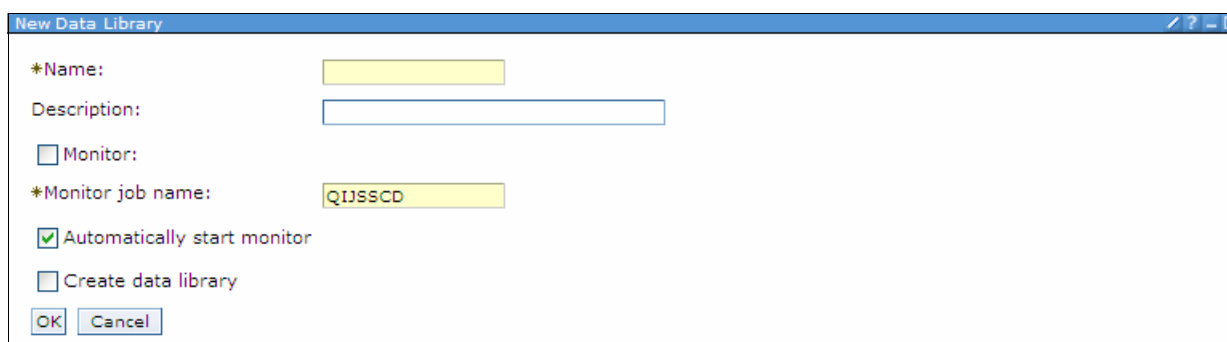 New Data Library ?
*Name:
Description:
Monitor:
*Monitor job name: QIJSSCD
Automatically start monitor
Create data library
OK Cancel